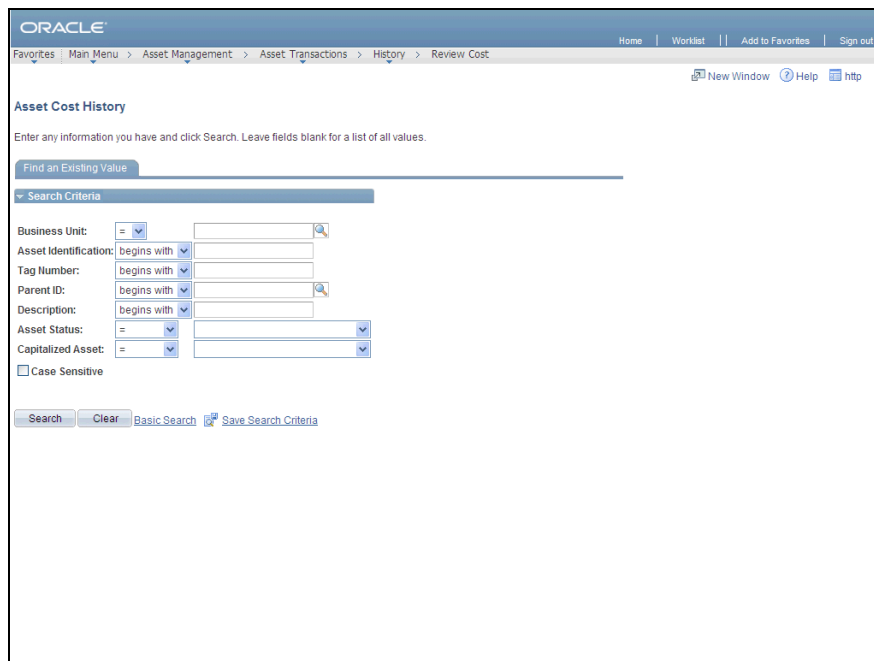 ORACLE
Home | Worklist || Add to Favorites | Sign out
Favorites Main Menu > Asset Management > Asset Transactions > History > Review Cost
New Window Help http
Asset Cost History
Enter any information you have and click Search. Leave fields blank for a list of all values.
Find an Existing Value
Search Criteria
Business Unit: =
Asset Identification: begins with
Tag Number: begins with
Parent ID: begins with
Description: begins with
Asset Status: =
Capitalized Asset: =
Case Sensitive
Search Clear Basic Search Save Search Criteria